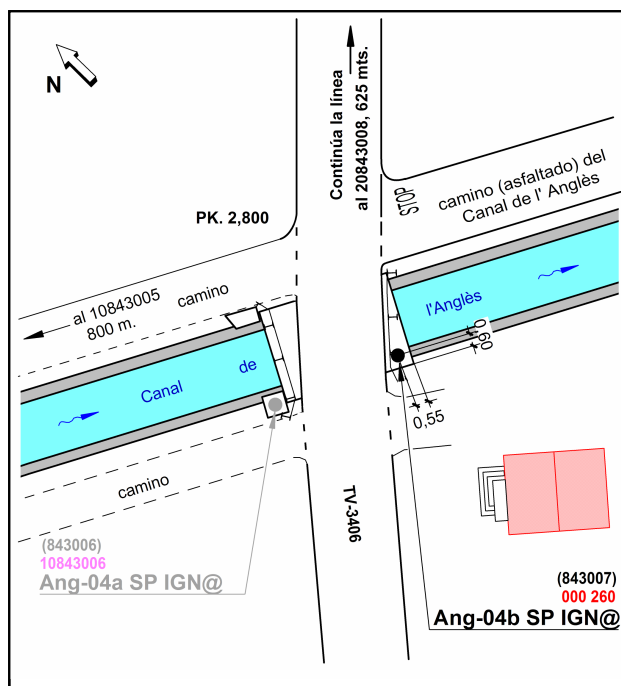 N
Continúa la línea
al 20843008, 625 mts.
STOP
camino (asfaltado) del
Canal de l' Anglès
PK. 2,800
al 10843005
800 m.
camino
l'Anglès
Canal de
0,60
0,55
camino
TV-3406
(843006)
10843006
Ang-04a SP IGN@
(843007)
000 260
Ang-04b SP IGN@